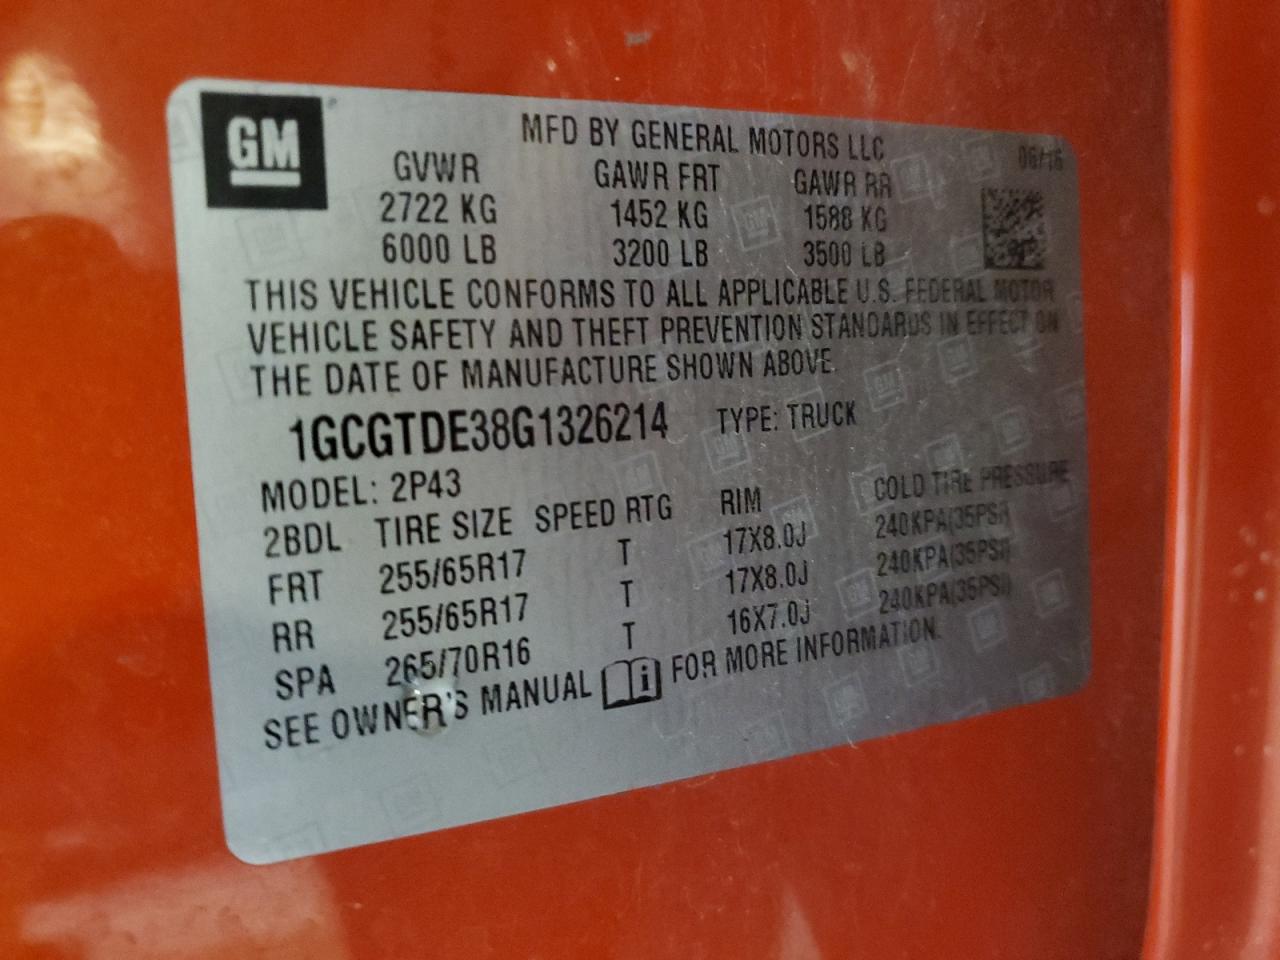 GM
MFD BY GENERAL MOTORS LLC
06/16
GVWR GAWR FRT GAWR RR
2722 KG 1452 KG 1588 KG
6000 LB 3200 LB 3500 LB
THIS VEHICLE CONFORMS TO ALL APPLICABLE U.S. FEDERAL MOTOR
VEHICLE SAFETY AND THEFT PREVENTION STANDARDS IN EFFECT ON
THE DATE OF MANUFACTURE SHOWN ABOVE.
1GCGTDE38G1326214 TYPE: TRUCK
MODEL: 2P43
2BDL TIRE SIZE SPEED RTG RIM COLD TIRE PRESSURE
FRT 255/65R17 T 17X8.0J 240KPA(35PSI)
RR 255/65R17 T 17X8.0J 240KPA(35PSI)
SPA 265/70R16 T 16X7.0J 240KPA(35PSI)
SEE OWNER'S MANUAL i FOR MORE INFORMATION.